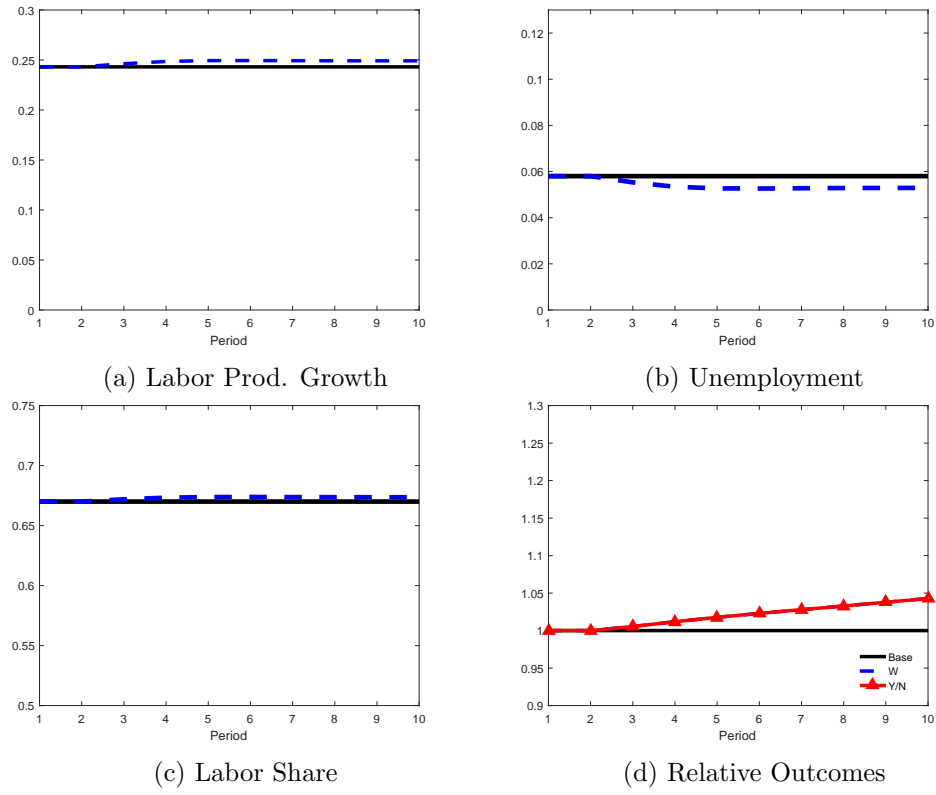 0.3
0.25
0.2
0.15
0.1
0.05
0
1 2 3 4 5 6 7 8 9 10
Period
(a) Labor Prod. Growth
0.12
0.1
0.08
0.06
0.04
0.02
0
1 2 3 4 5 6 7 8 9 10
Period
(b) Unemployment
0.75
0.7
0.65
0.6
0.55
0.5
1 2 3 4 5 6 7 8 9 10
Period
(c) Labor Share
1.3
1.25
1.2
1.15
1.1
1.05
1
0.95
0.9
Base
W
Y/N
1 2 3 4 5 6 7 8 9 10
Period
(d) Relative Outcomes